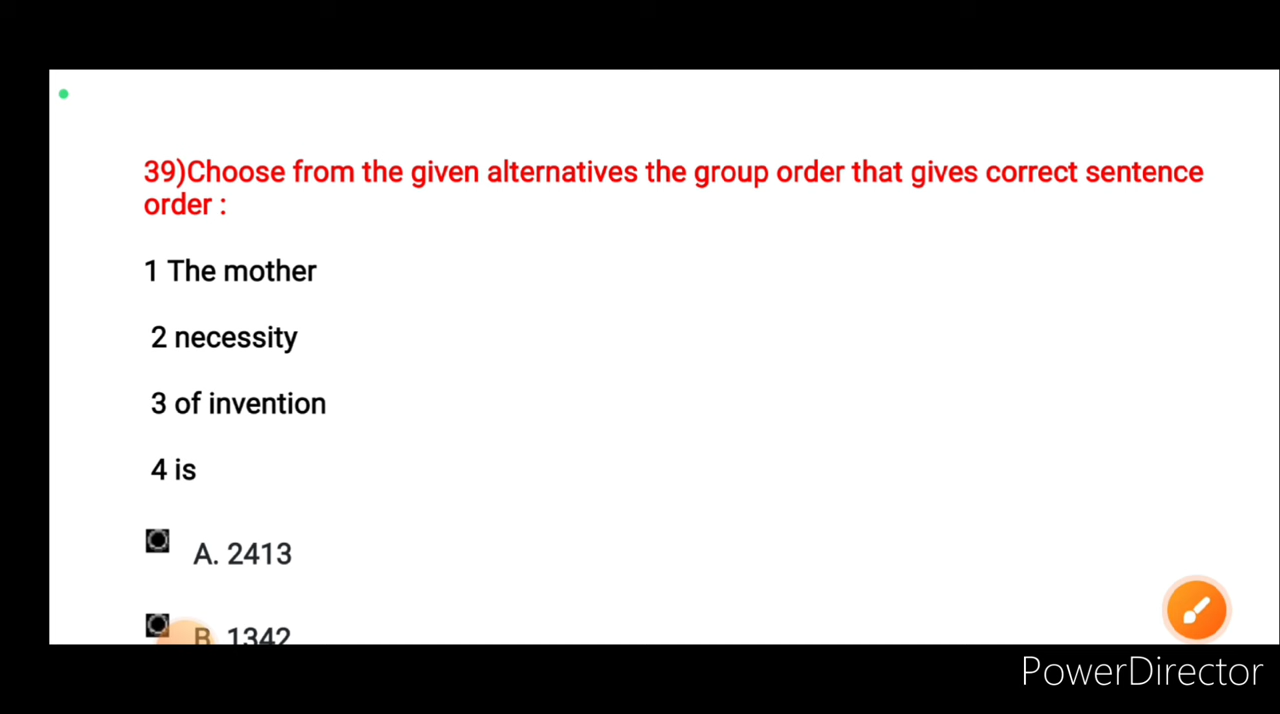 39)Choose from the given alternatives the group order that gives correct sentence
order :
1 The mother
2 necessity
3 of invention
4 is
A. 2413
B. 1342
PowerDirector